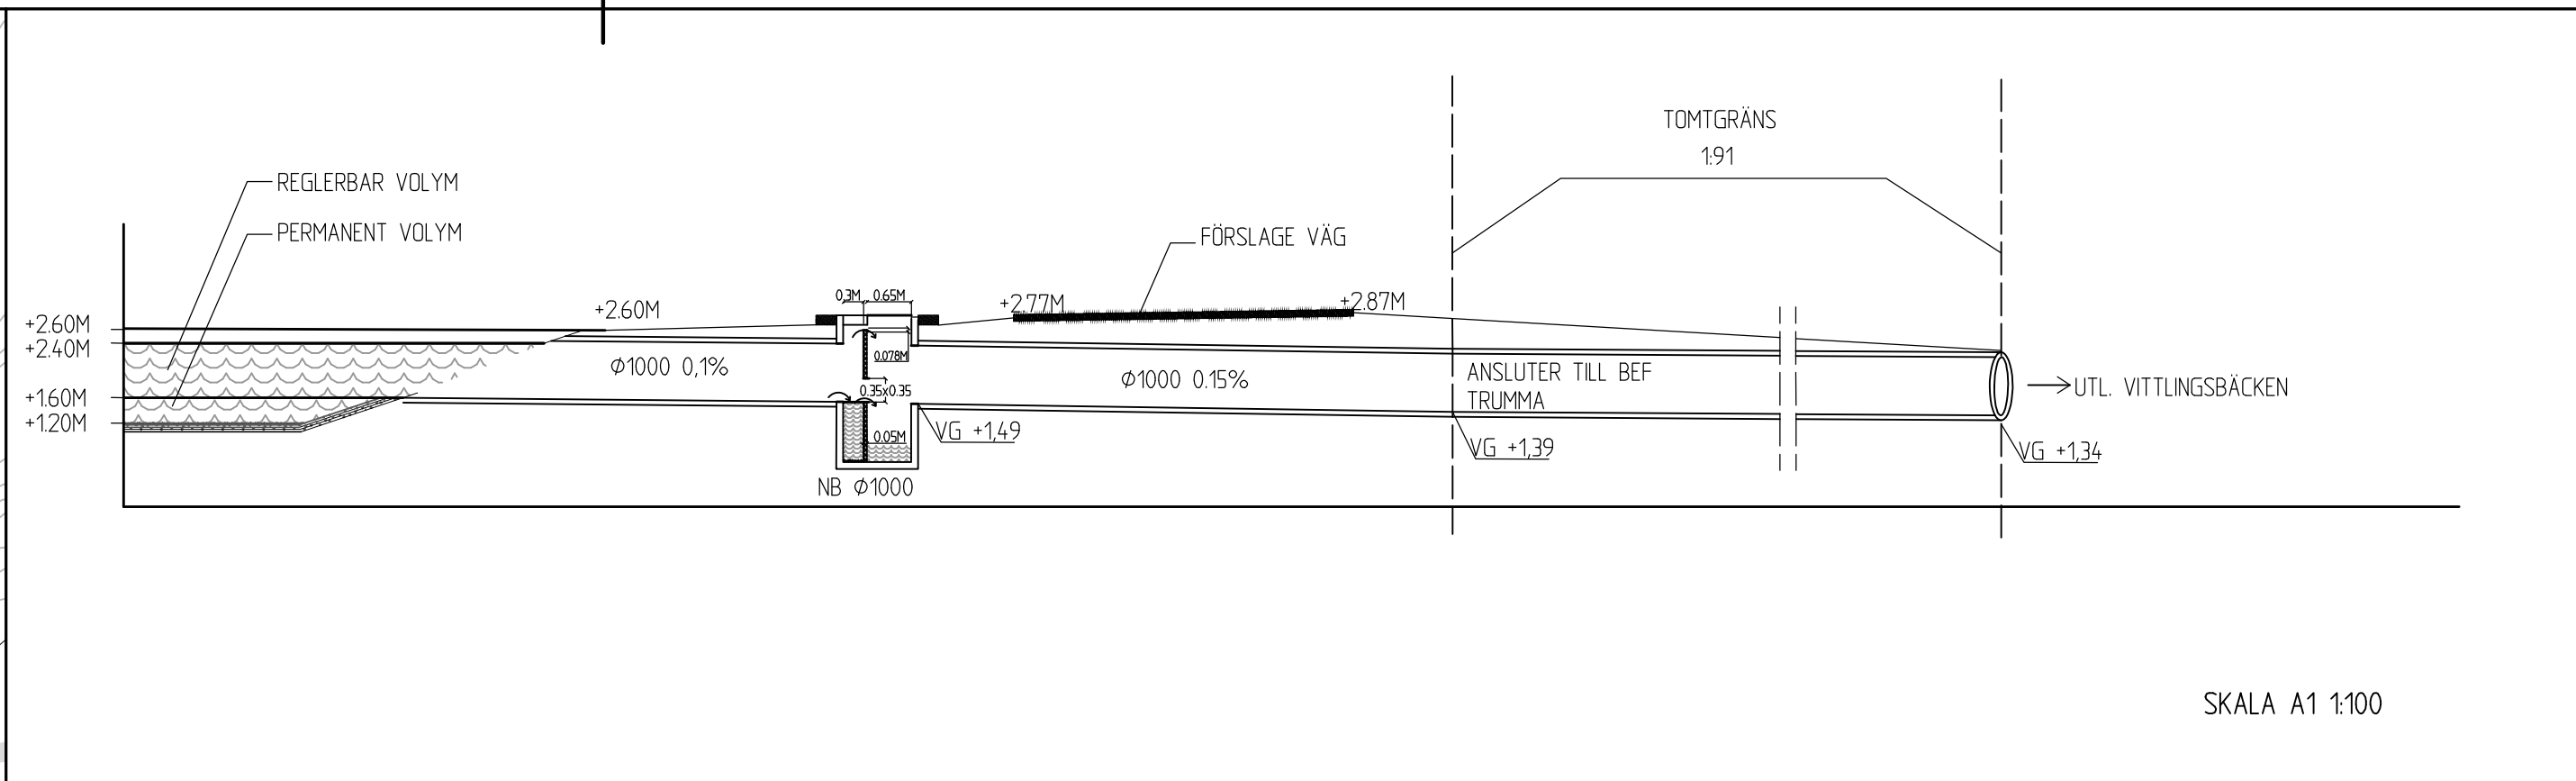 TOMTGRÄNS
1:91
REGLERBAR VOLYM
PERMANENT VOLYM
FÖRSLAGE VÄG
+2.60M
+2.40M
+1.60M
+1.20M
+2.60M
0.3M 0.65M
+2.77M
+2.87M
Ø1000 0,1%
0.078M
0.35x0.35
0.05M
Ø1000 0.15%
ANSLUTER TILL BEF
TRUMMA
UTL. VITTLINGSBÄCKEN
VG +1,49
VG +1,39
VG +1,34
NB Ø1000
SKALA A1 1:100